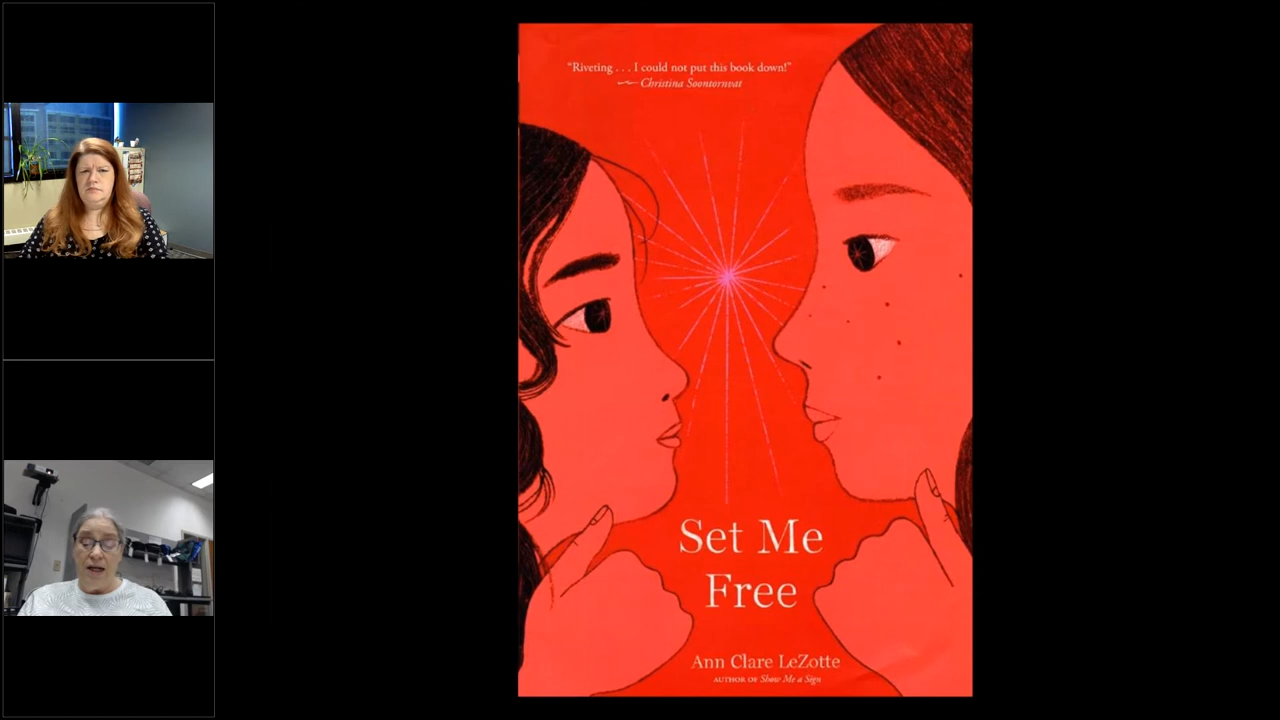 “Riveting . . . I could not put this book down!”
Christina Soontornvat
Set Me
Free
Ann Clare LeZotte
AUTHOR OF Show Me a Sign